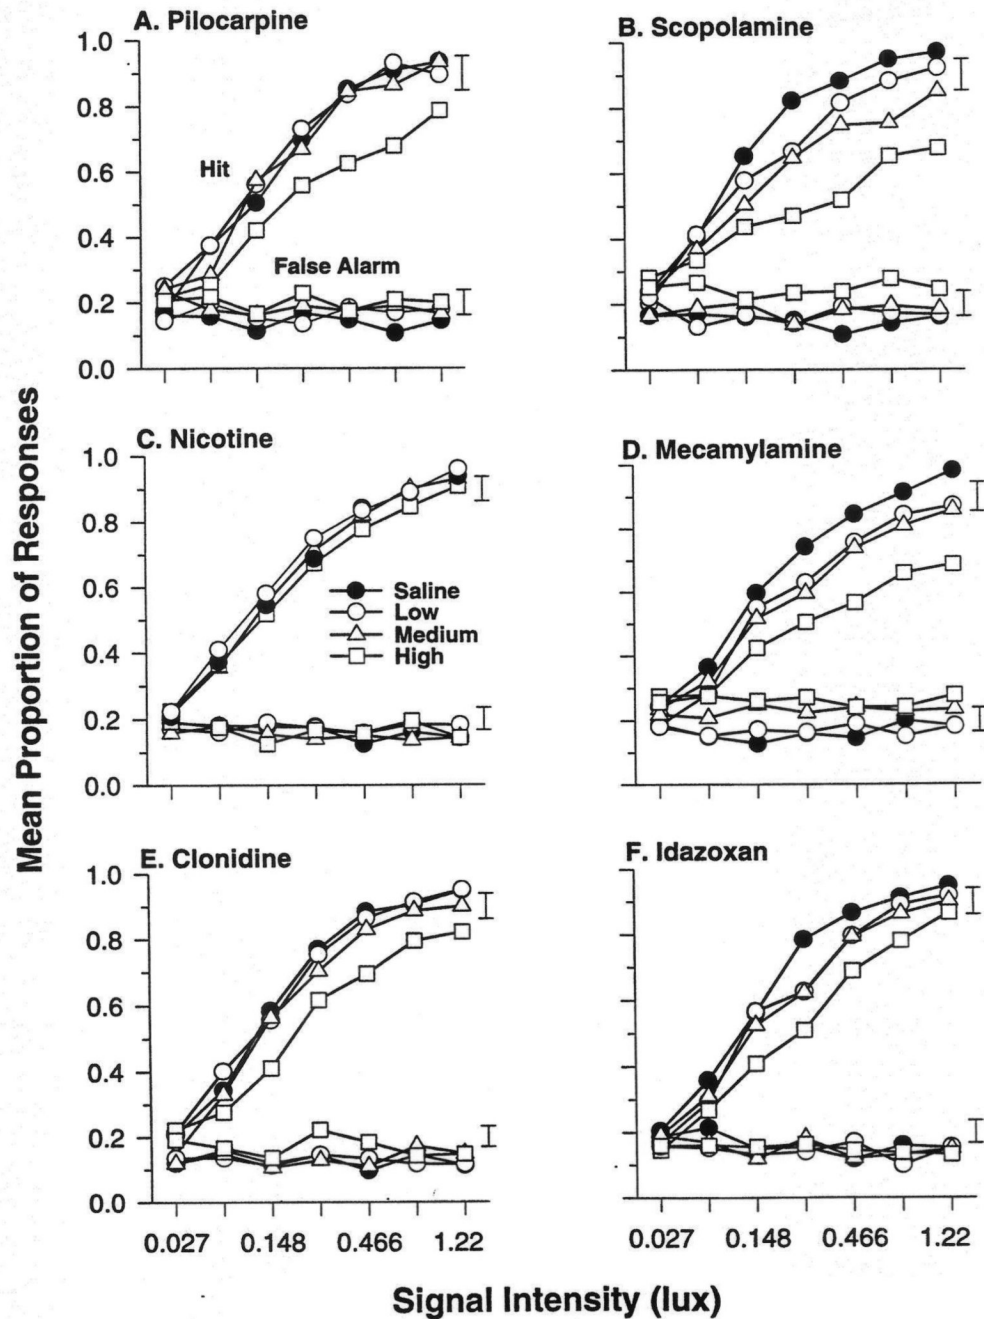 A. Pilocarpine
B. Scopolamine
1.0
0.8
0.6
0.4
0.2
0.0
Hit
False Alarm
C. Nicotine
D. Mecamylamine
1.0
0.8
0.6
0.4
0.2
0.0
Saline
Low
Medium
High
E. Clonidine
F. Idazoxan
1.0
0.8
0.6
0.4
0.2
0.0
0.027 0.148 0.466 1.22
0.027 0.148 0.466 1.22
Mean Proportion of Responses
Signal Intensity (lux)